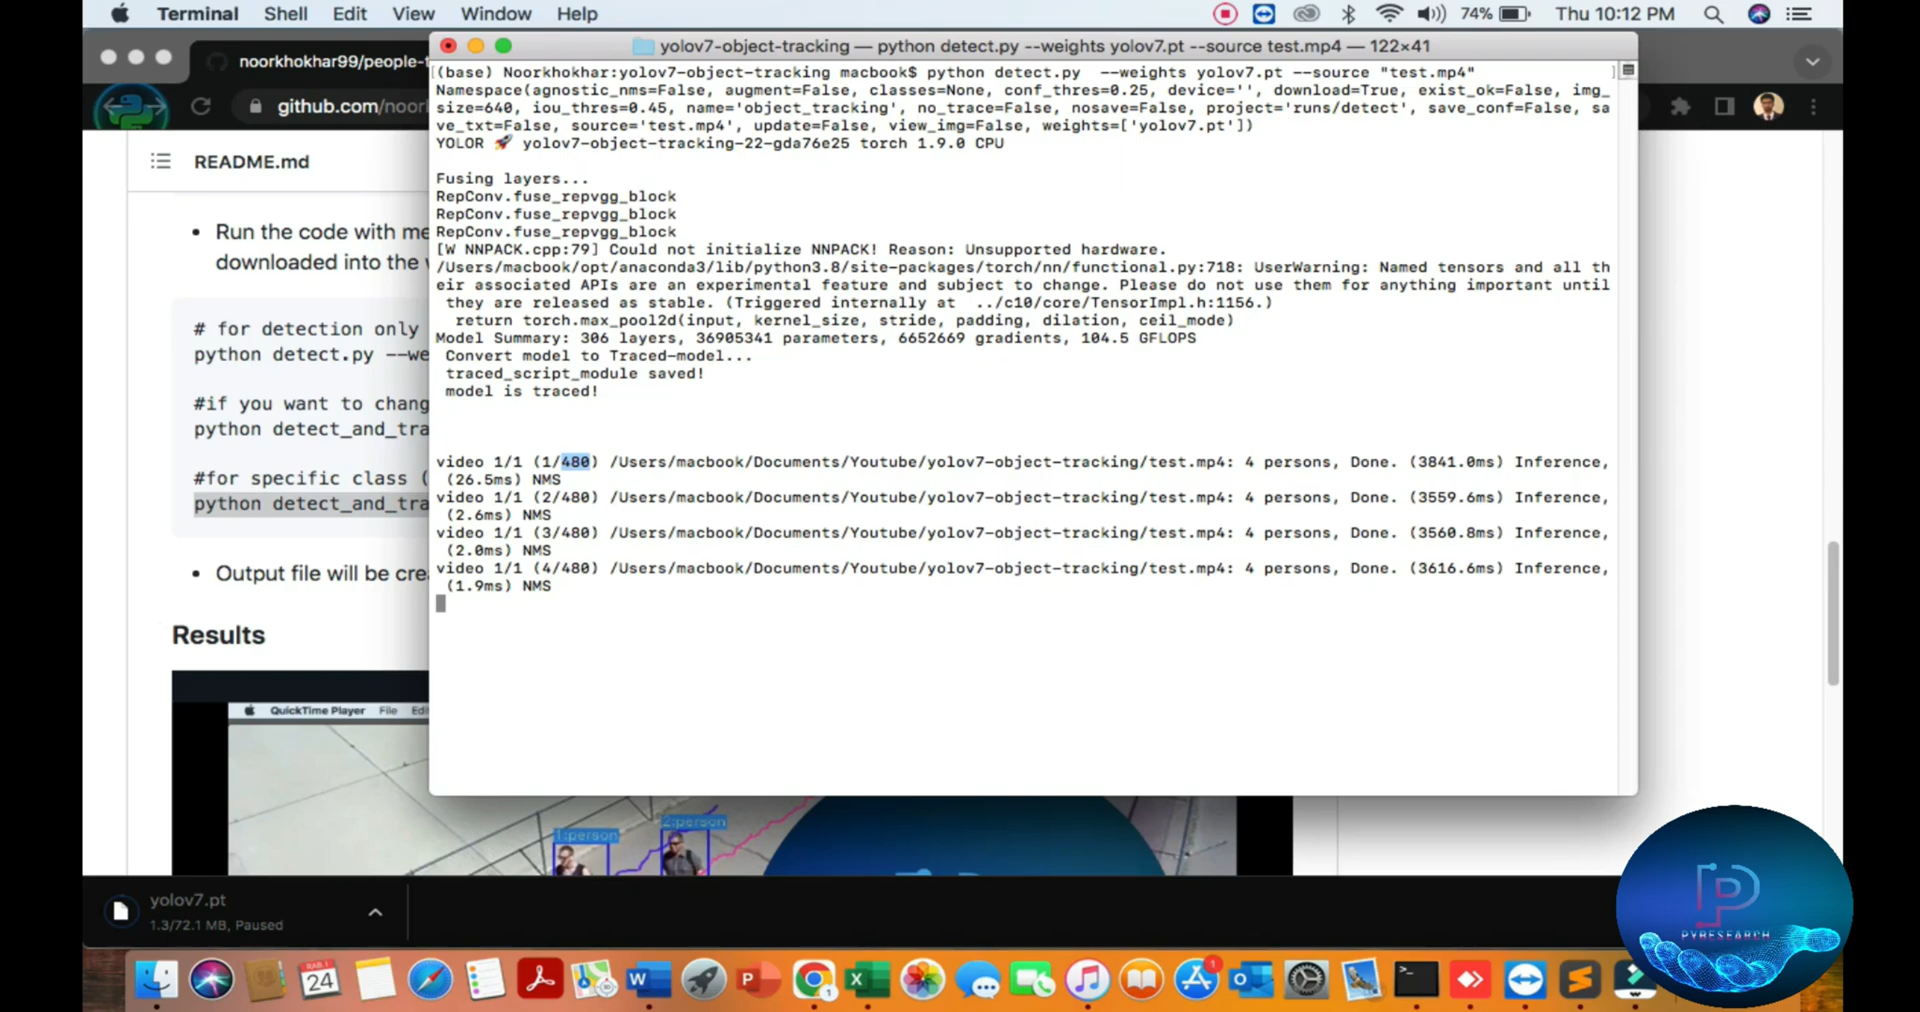 Terminal Shell Edit View Window Help 74% Thu 10:12 PM
noorkhokhar99/people-t
yolov7-object-tracking — python detect.py --weights yolov7.pt --source test.mp4 — 122×41
github.com/noor
(base) Noorkhokhar:yolov7-object-tracking macbook$ python detect.py  --weights yolov7.pt --source "test.mp4"
Namespace(agnostic_nms=False, augment=False, classes=None, conf_thres=0.25, device='', download=True, exist_ok=False, img_
size=640, iou_thres=0.45, name='object_tracking', no_trace=False, nosave=False, project='runs/detect', save_conf=False, sa
ve_txt=False, source='test.mp4', update=False, view_img=False, weights=['yolov7.pt'])
YOLOR 🚀 yolov7-object-tracking-22-gda76e25 torch 1.9.0 CPU
Fusing layers...
RepConv.fuse_repvgg_block
RepConv.fuse_repvgg_block
RepConv.fuse_repvgg_block
[W NNPACK.cpp:79] Could not initialize NNPACK! Reason: Unsupported hardware.
/Users/macbook/opt/anaconda3/lib/python3.8/site-packages/torch/nn/functional.py:718: UserWarning: Named tensors and all th
eir associated APIs are an experimental feature and subject to change. Please do not use them for anything important until
they are released as stable. (Triggered internally at  ../c10/core/TensorImpl.h:1156.)
return torch.max_pool2d(input, kernel_size, stride, padding, dilation, ceil_mode)
Model Summary: 306 layers, 36905341 parameters, 6652669 gradients, 104.5 GFLOPS
Convert model to Traced-model...
traced_script_module saved!
model is traced!
video 1/1 (1/480) /Users/macbook/Documents/Youtube/yolov7-object-tracking/test.mp4: 4 persons, Done. (3841.0ms) Inference,
(26.5ms) NMS
video 1/1 (2/480) /Users/macbook/Documents/Youtube/yolov7-object-tracking/test.mp4: 4 persons, Done. (3559.6ms) Inference,
(2.6ms) NMS
video 1/1 (3/480) /Users/macbook/Documents/Youtube/yolov7-object-tracking/test.mp4: 4 persons, Done. (3560.8ms) Inference,
(2.0ms) NMS
video 1/1 (4/480) /Users/macbook/Documents/Youtube/yolov7-object-tracking/test.mp4: 4 persons, Done. (3616.6ms) Inference,
(1.9ms) NMS
README.md
Run the code with me
downloaded into the w
# for detection only
python detect.py --we
#if you want to chang
python detect_and_tra
#for specific class (
python detect_and_tra
Output file will be cre
Results
QuickTime Player File Edi
1:person
2:person
yolov7.pt
1.3/72.1 MB, Paused
PYRESEARCH
RAB. I
24
1
1